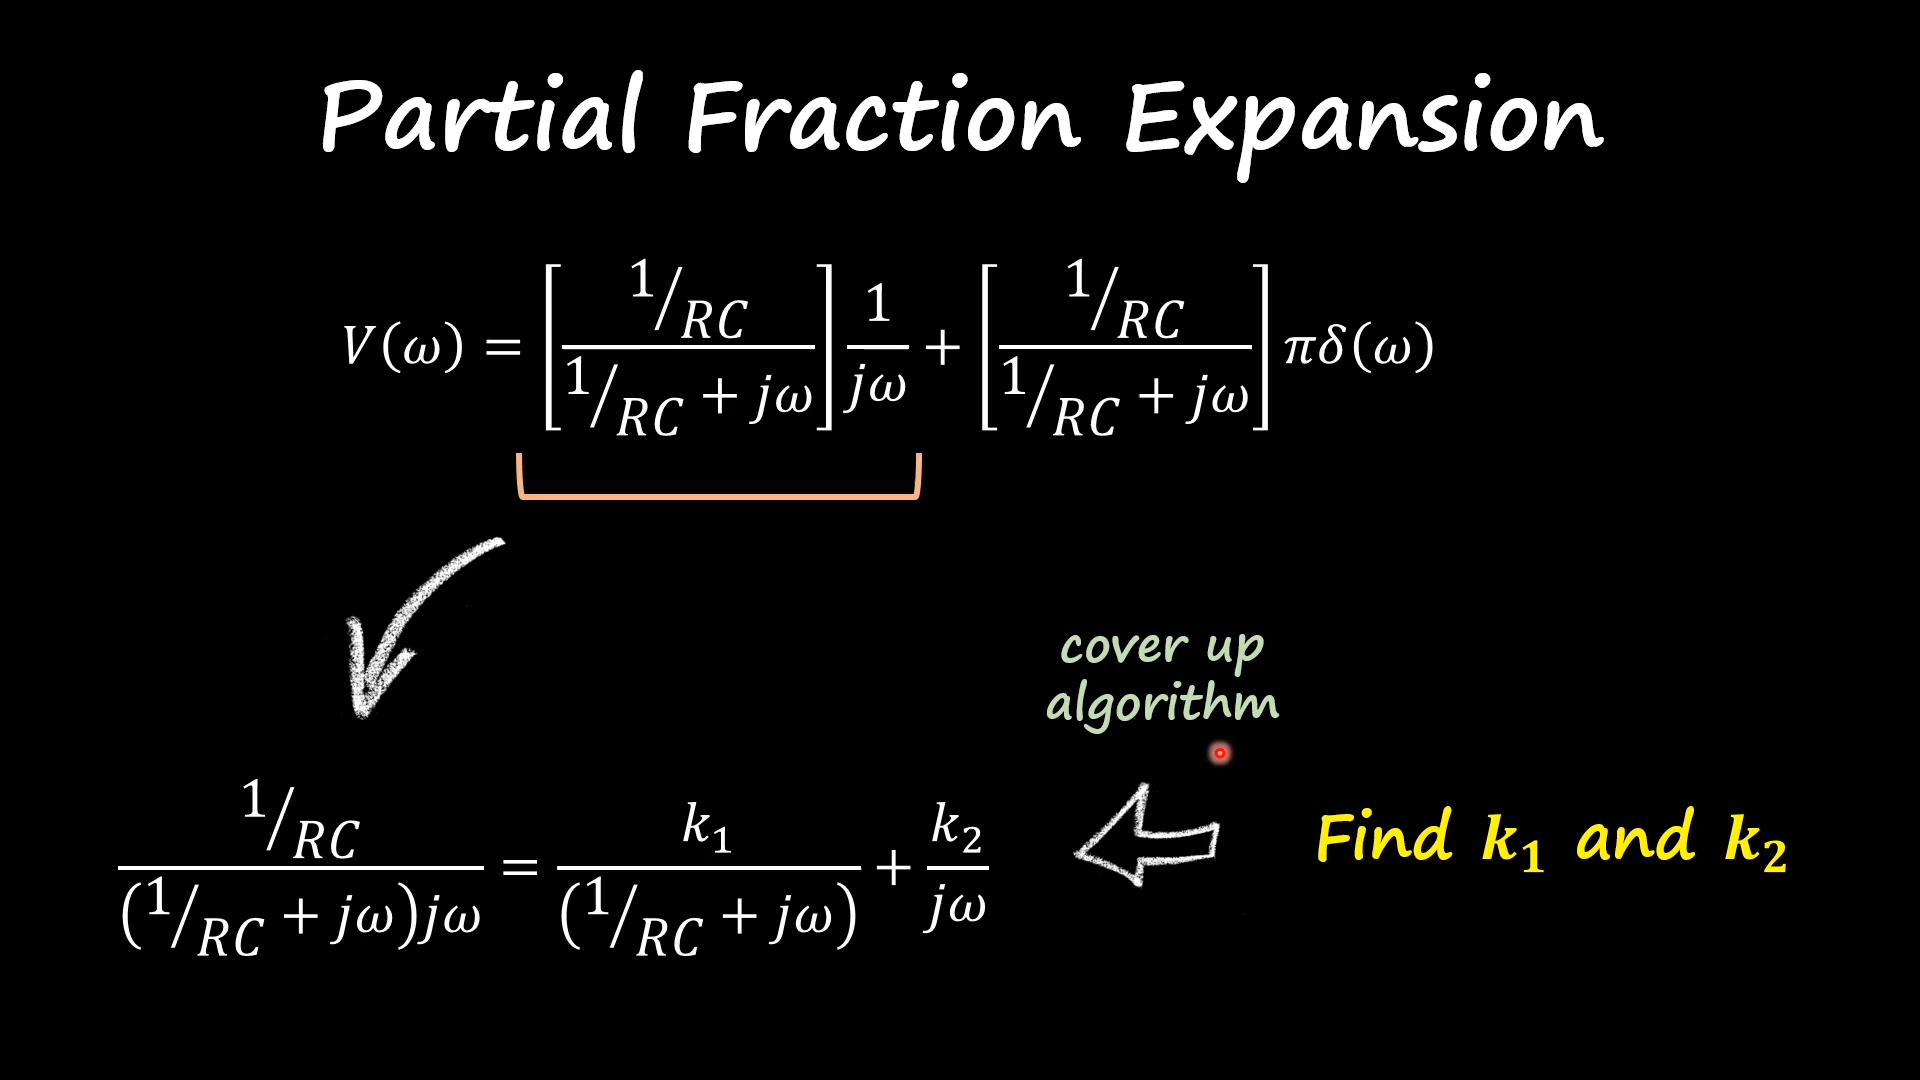 Partial Fraction Expansion
V(ω) = [ (1/RC) / (1/RC + jω) ] 1/jω + [ (1/RC) / (1/RC + jω) ] πδ(ω)
cover up
algorithm
(1/RC) / ((1/RC + jω)jω) = k₁ / (1/RC + jω) + k₂ / jω
Find k₁ and k₂